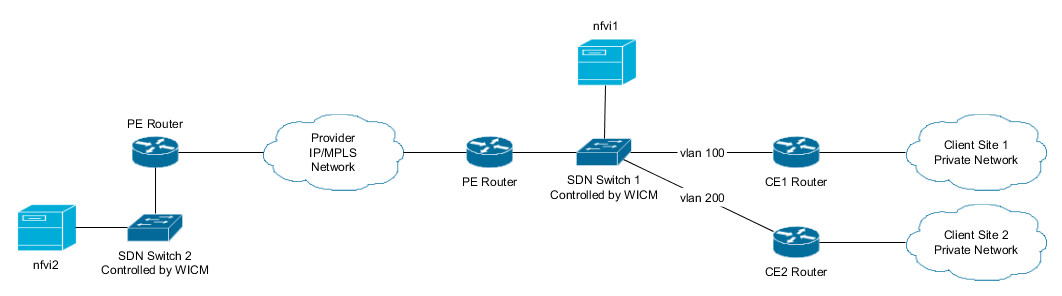 nfvi1
PE Router
Provider
IP/MPLS
Network
PE Router
SDN Switch 1
Controlled by WICM
vlan 100
vlan 200
CE1 Router
Client Site 1
Private Network
nfvi2
SDN Switch 2
Controlled by WICM
CE2 Router
Client Site 2
Private Network